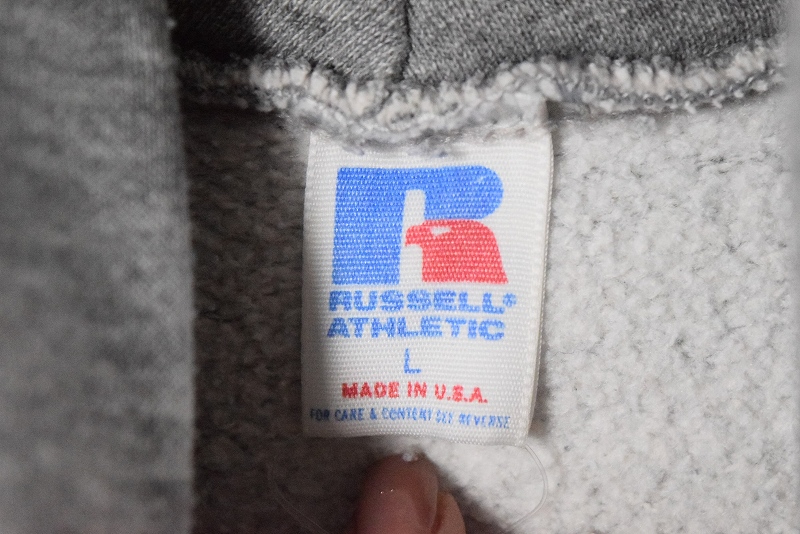 R
RUSSELL®
ATHLETIC
L
MADE IN U.S.A.
FOR CARE & CONTENT SEE REVERSE